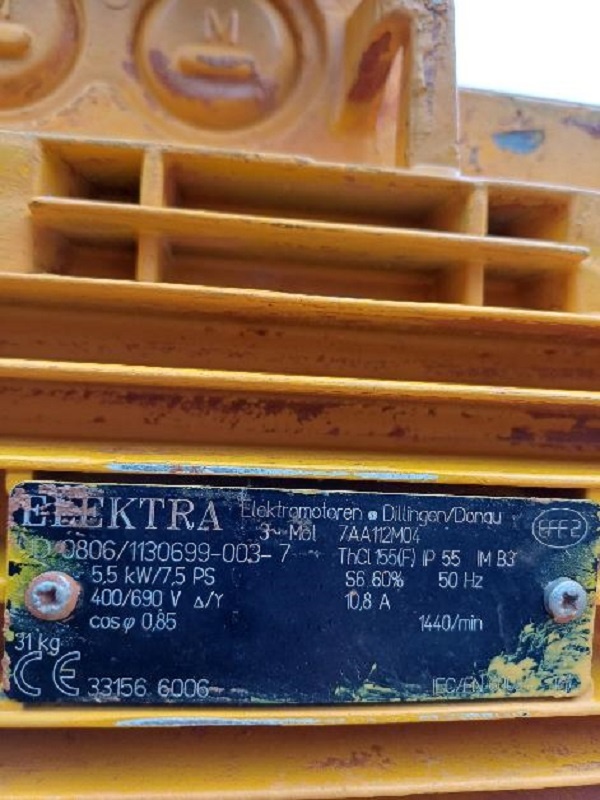 M
ELEKTRA Elektromotoren • Dillingen/Donau
3~ Mot 7AA112M04 EFF2
0806/1130699-003-7 ThCl.155(F) IP 55 IM B3
5,5 kW/7,5 PS S6 60% 50 Hz
400/690 V Δ/Y 10,8 A
cos φ 0,85 1440/min
31 kg
CE 33156 6006 IEC/EN